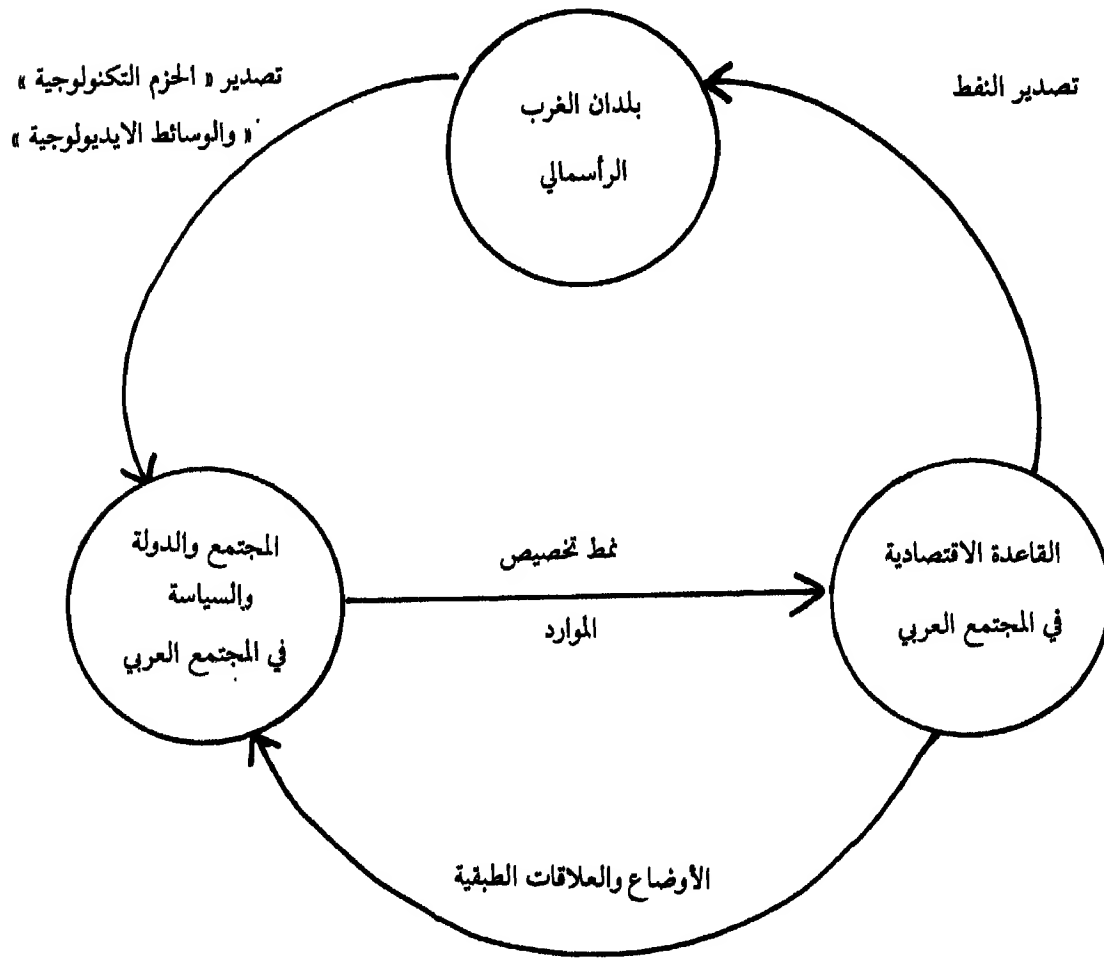 تصدير النفط
بلدان الغرب
الرأسمالي
تصدير « الحزم التكنولوجية »
« والوسائط الايديولوجية »
القاعدة الاقتصادية
في المجتمع العربي
نمط تخصيص
الموارد
المجتمع والدولة
والسياسة
في المجتمع العربي
الأوضاع والعلاقات الطبقية